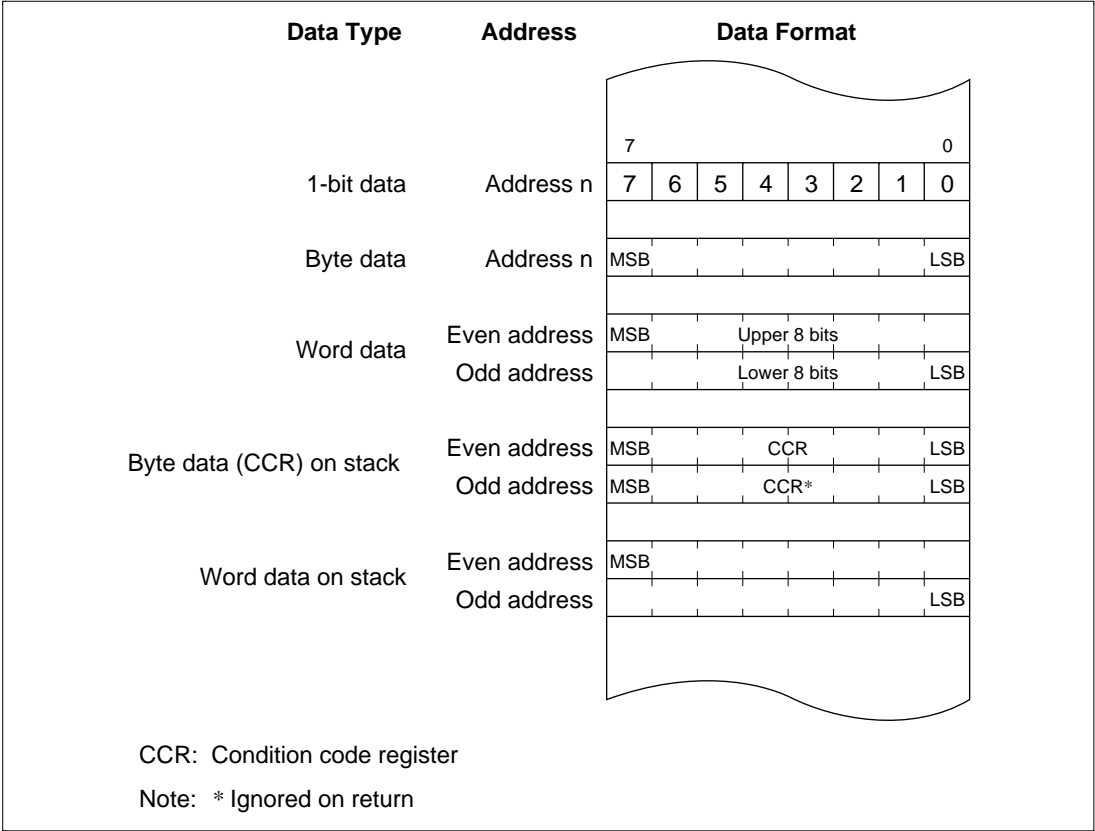 Data Type Address Data Format
7 0
1-bit data Address n 7 6 5 4 3 2 1 0
Byte data Address n MSB LSB
Word data
Even address MSB Upper 8 bits
Odd address Lower 8 bits LSB
Byte data (CCR) on stack
Even address MSB CCR LSB
Odd address MSB CCR* LSB
Word data on stack
Even address MSB
Odd address LSB
CCR: Condition code register
Note: * Ignored on return